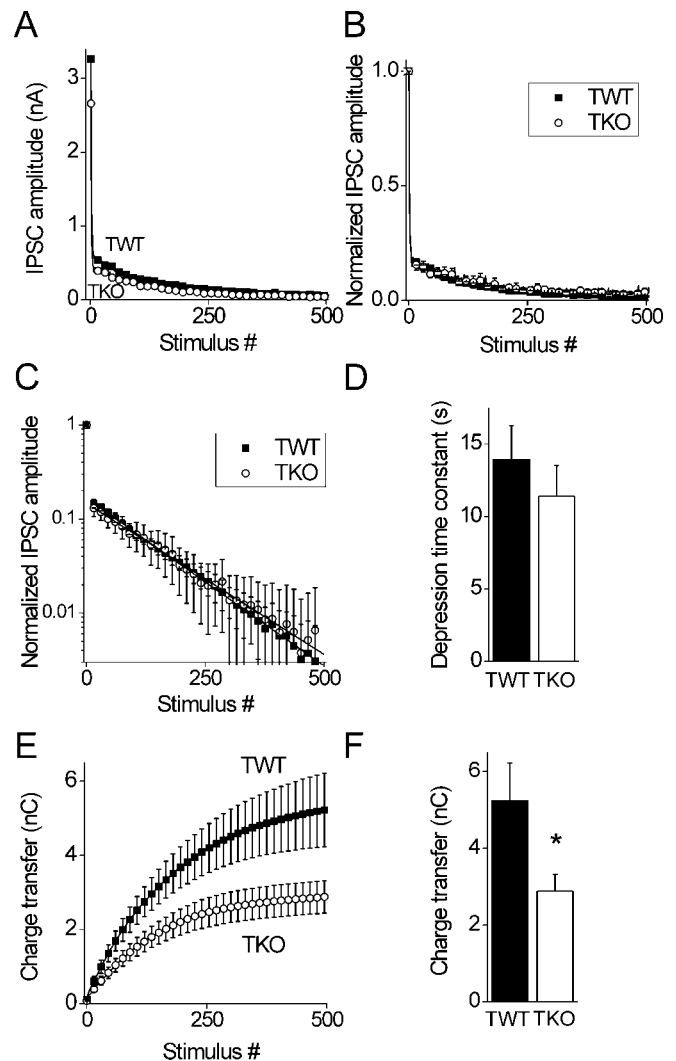 A
IPSC amplitude (nA)
3
2
1
0
TWT
TKO
0 250 500
Stimulus #
B
Normalized IPSC amplitude
1.0
0.5
0.0
TWT
TKO
0 250 500
Stimulus #
C
Normalized IPSC amplitude
1
0.1
0.01
TWT
TKO
0 250 500
Stimulus #
D
Depression time constant (s)
15
10
5
0
TWT TKO
E
Charge transfer (nC)
6
4
2
0
TWT
TKO
0 250 500
Stimulus #
F
Charge transfer (nC)
6
4
2
0
*
TWT TKO